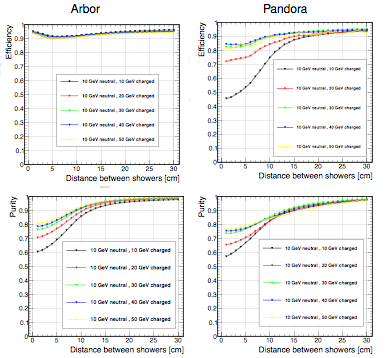 Arbor
Pandora
Efficiency
1
0.9
0.8
0.7
0.6
0.5
0.4
0.3
0.2
0.1
0
10 GeV neutral , 10 GeV charged
10 GeV neutral , 20 GeV charged
10 GeV neutral , 30 GeV charged
10 GeV neutral , 40 GeV charged
10 GeV neutral , 50 GeV charged
0 5 10 15 20 25 30
Distance between showers [cm]
Efficiency
1
0.9
0.8
0.7
0.6
0.5
0.4
0.3
0.2
0.1
0
10 GeV neutral , 10 GeV charged
10 GeV neutral , 20 GeV charged
10 GeV neutral , 30 GeV charged
10 GeV neutral , 40 GeV charged
10 GeV neutral , 50 GeV charged
0 5 10 15 20 25 30
Distance between showers [cm]
Purity
1
0.9
0.8
0.7
0.6
0.5
0.4
0.3
0.2
0.1
0
10 GeV neutral , 10 GeV charged
10 GeV neutral , 20 GeV charged
10 GeV neutral , 30 GeV charged
10 GeV neutral , 40 GeV charged
10 GeV neutral , 50 GeV charged
0 5 10 15 20 25 30
Distance between showers [cm]
Purity
1
0.9
0.8
0.7
0.6
0.5
0.4
0.3
0.2
0.1
0
10 GeV neutral , 10 GeV charged
10 GeV neutral , 20 GeV charged
10 GeV neutral , 30 GeV charged
10 GeV neutral , 40 GeV charged
10 GeV neutral , 50 GeV charged
0 5 10 15 20 25 30
Distance between showers [cm]